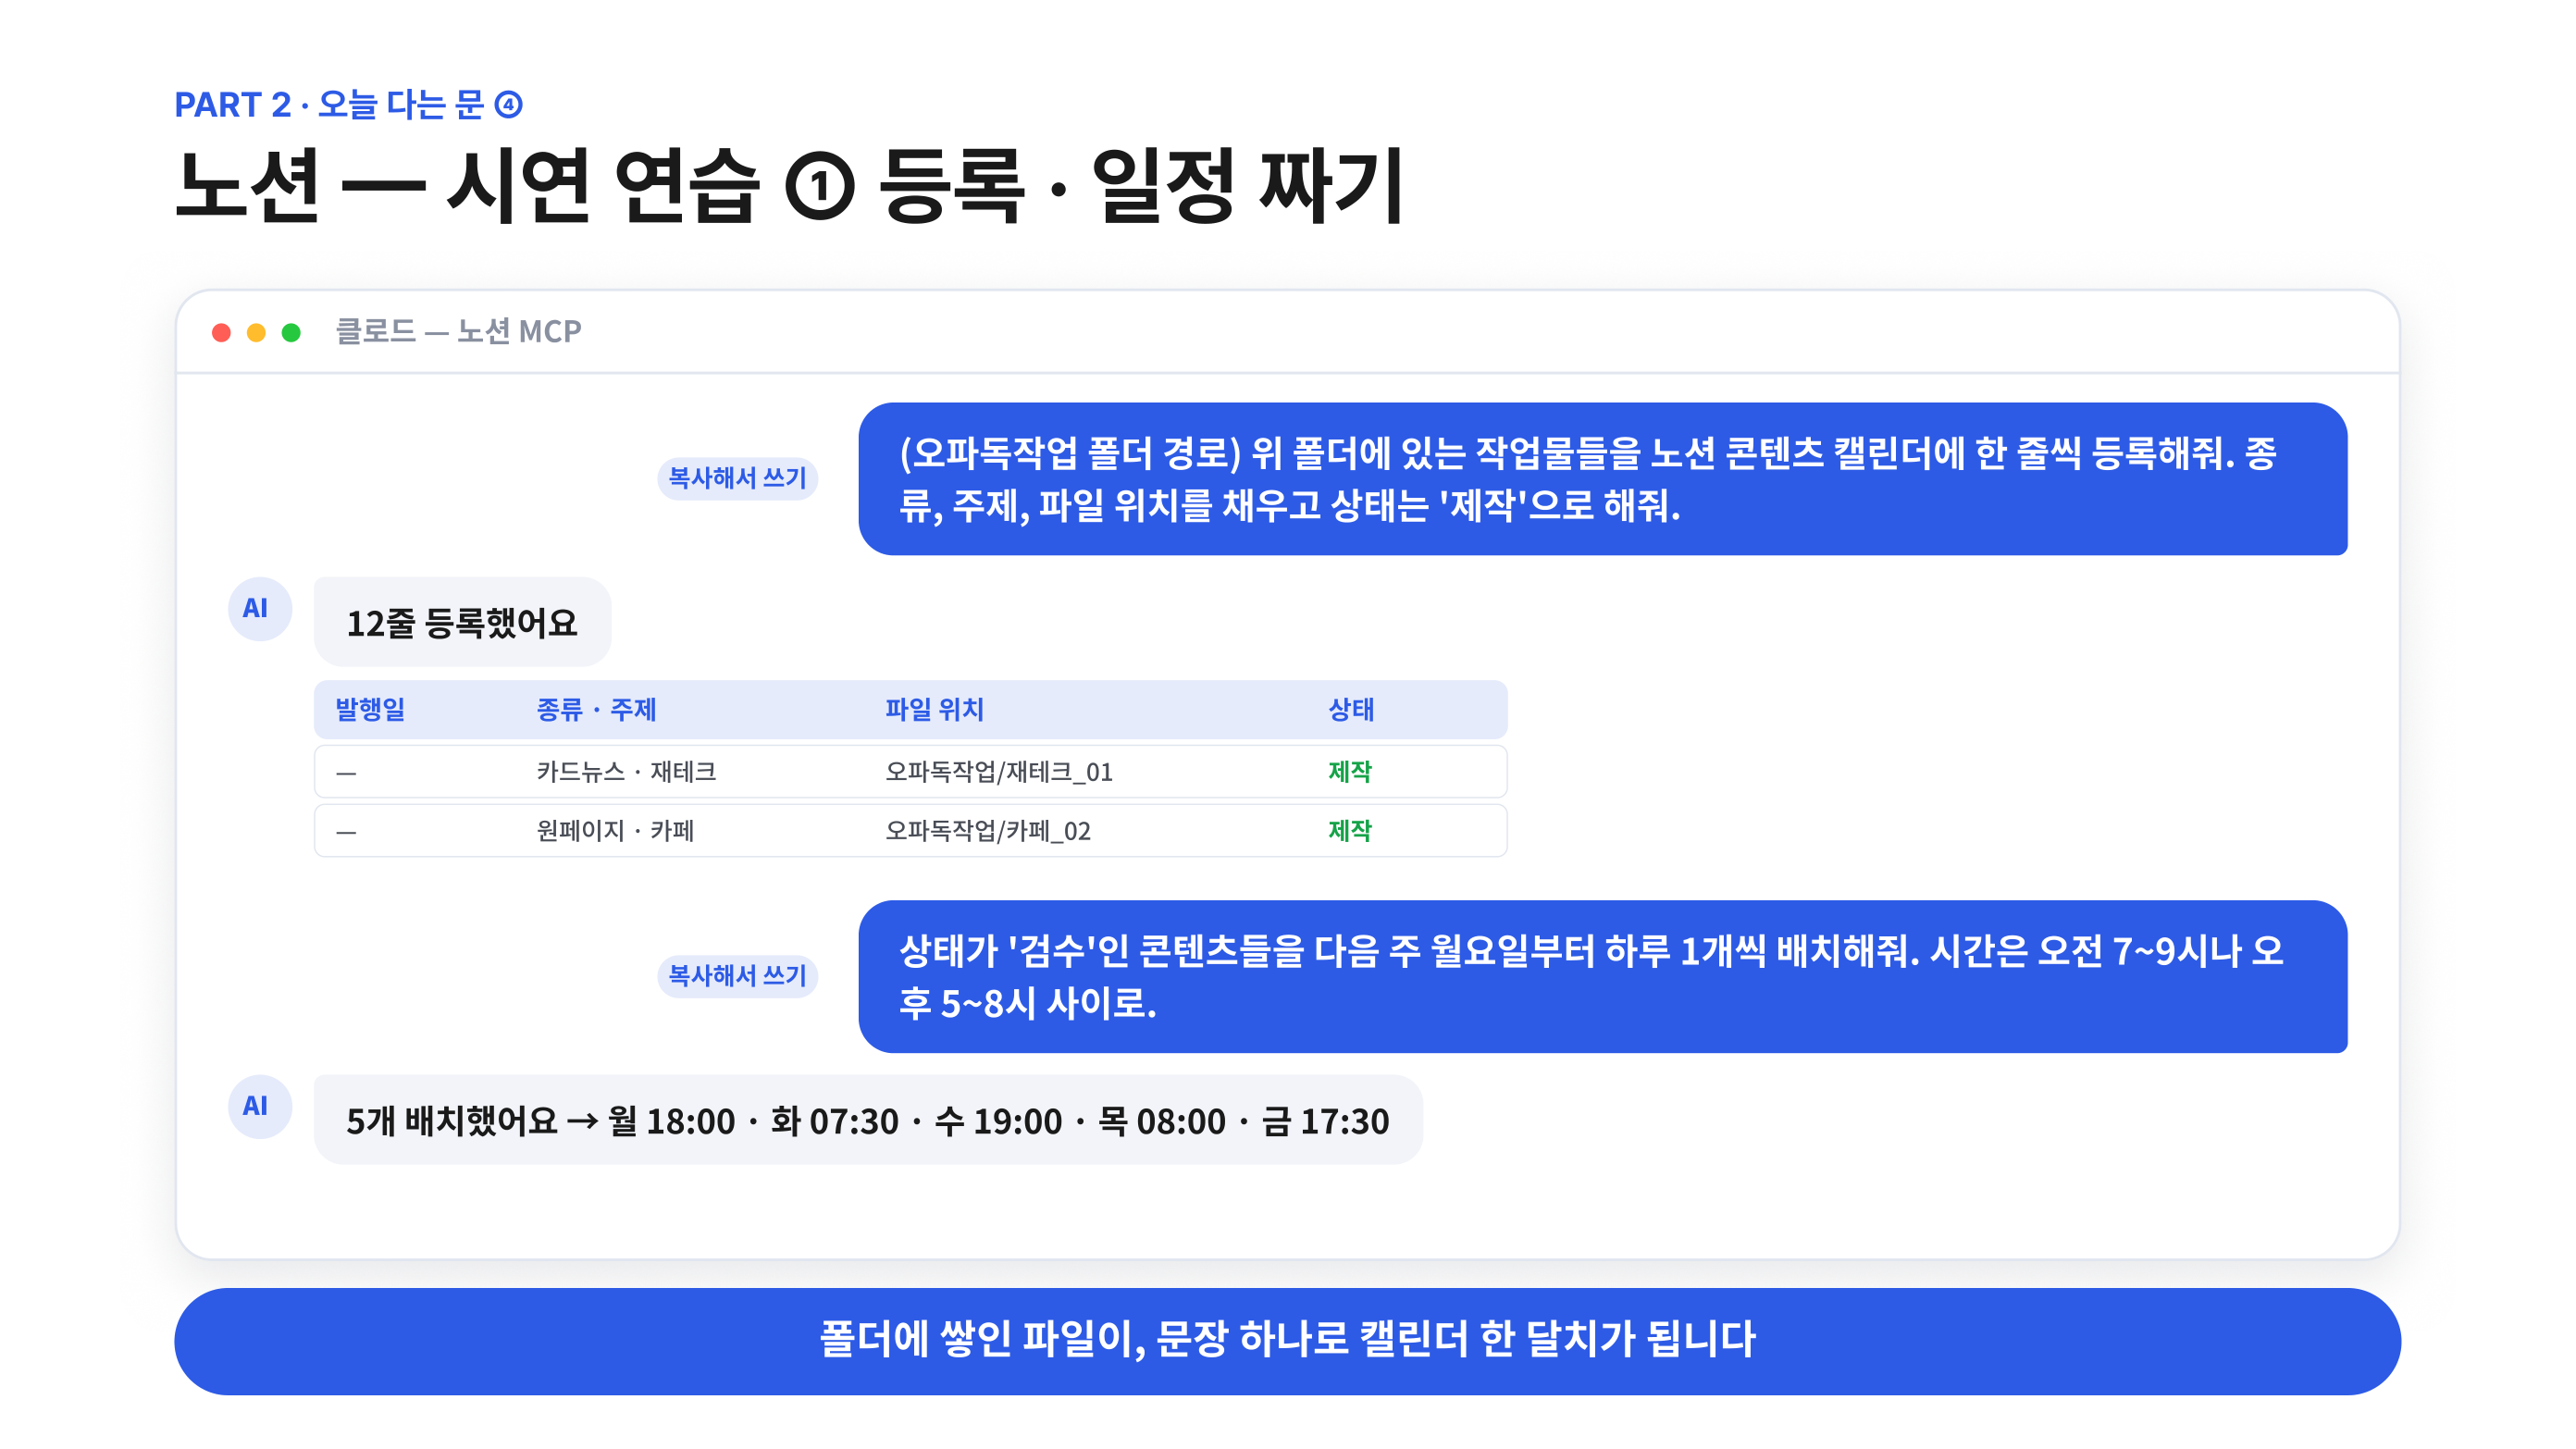 PART 2 · 오늘 다는 문 ④
노션 — 시연 연습 ① 등록 · 일정 짜기
클로드 — 노션 MCP
복사해서 쓰기
(오파독작업 폴더 경로) 위 폴더에 있는 작업물들을 노션 콘텐츠 캘린더에 한 줄씩 등록해줘. 종
류, 주제, 파일 위치를 채우고 상태는 '제작'으로 해줘.
AI
12줄 등록했어요
발행일 종류 · 주제 파일 위치 상태
— 카드뉴스 · 재테크 오파독작업/재테크_01 제작
— 원페이지 · 카페 오파독작업/카페_02 제작
복사해서 쓰기
상태가 '검수'인 콘텐츠들을 다음 주 월요일부터 하루 1개씩 배치해줘. 시간은 오전 7~9시나 오
후 5~8시 사이로.
AI
5개 배치했어요 → 월 18:00 · 화 07:30 · 수 19:00 · 목 08:00 · 금 17:30
폴더에 쌓인 파일이, 문장 하나로 캘린더 한 달치가 됩니다